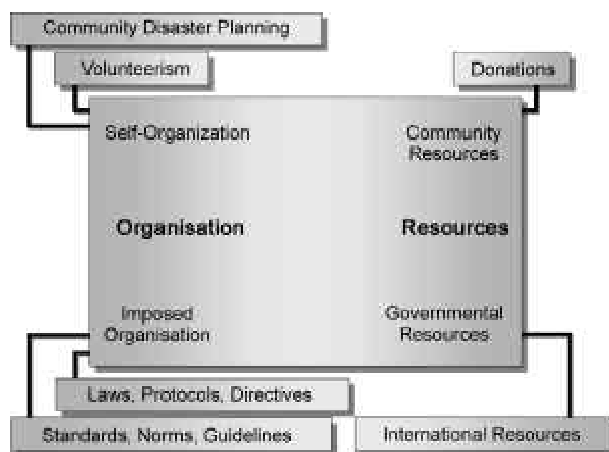 Community Disaster Planning
Volunteerism
Donations
Self-Organization
Community
Resources
Organisation
Resources
Imposed
Organisation
Governmental
Resources
Laws, Protocols, Directives
Standards, Norms, Guidelines
International Resources